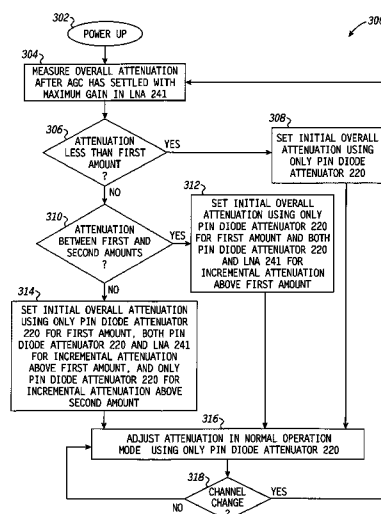 302
POWER UP
300
304
MEASURE OVERALL ATTENUATION
AFTER AGC HAS SETTLED WITH
MAXIMUM GAIN IN LNA 241
306
ATTENUATION
LESS THAN FIRST
AMOUNT
?
YES
NO
308
SET INITIAL OVERALL
ATTENUATION USING
ONLY PIN DIODE
ATTENUATOR 220
310
ATTENUATION
BETWEEN FIRST AND
SECOND AMOUNTS
?
YES
NO
312
SET INITIAL OVERALL
ATTENUATION USING ONLY
PIN DIODE ATTENUATOR 220
FOR FIRST AMOUNT AND BOTH
PIN DIODE ATTENUATOR 220
AND LNA 241 FOR
INCREMENTAL ATTENUATION
ABOVE FIRST AMOUNT
314
SET INITIAL OVERALL ATTENUATION
USING ONLY PIN DIODE ATTENUATOR
220 FOR FIRST AMOUNT, BOTH PIN
DIODE ATTENUATOR 220 AND LNA 241
FOR INCREMENTAL ATTENUATION
ABOVE FIRST AMOUNT, AND ONLY
PIN DIODE ATTENUATOR 220 FOR
INCREMENTAL ATTENUATION ABOVE
SECOND AMOUNT
316
ADJUST ATTENUATION IN NORMAL OPERATION
MODE USING ONLY PIN DIODE ATTENUATOR 220
318
CHANNEL
CHANGE
?
NO
YES